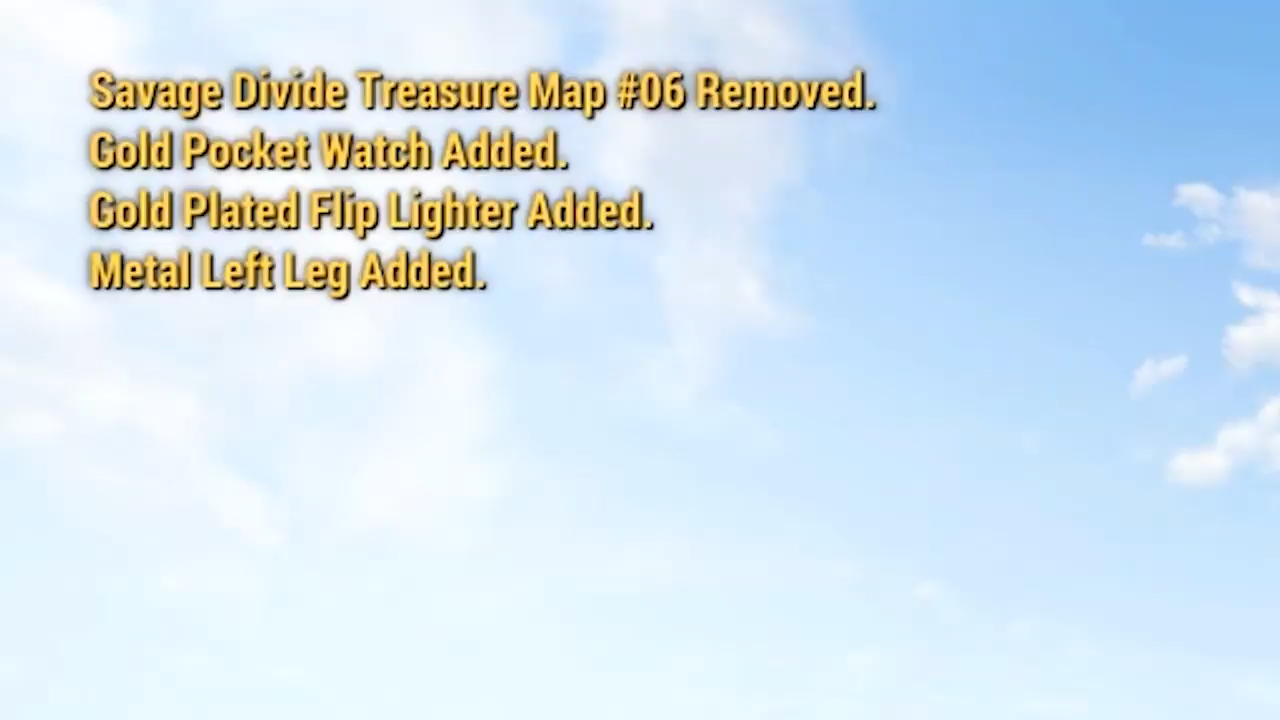 Savage Divide Treasure Map #06 Removed.
Gold Pocket Watch Added.
Gold Plated Flip Lighter Added.
Metal Left Leg Added.